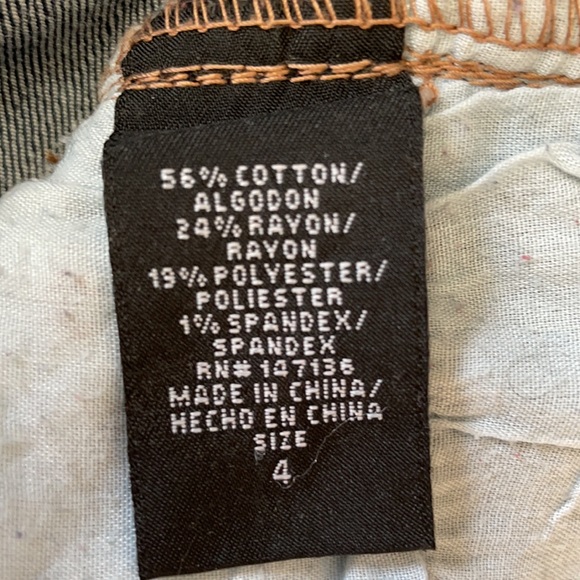 56% COTTON/
ALGODON
24% RAYON/
RAYON
19% POLYESTER/
POLIESTER
1% SPANDEX/
SPANDEX
RN# 147136
MADE IN CHINA/
HECHO EN CHINA
SIZE
4